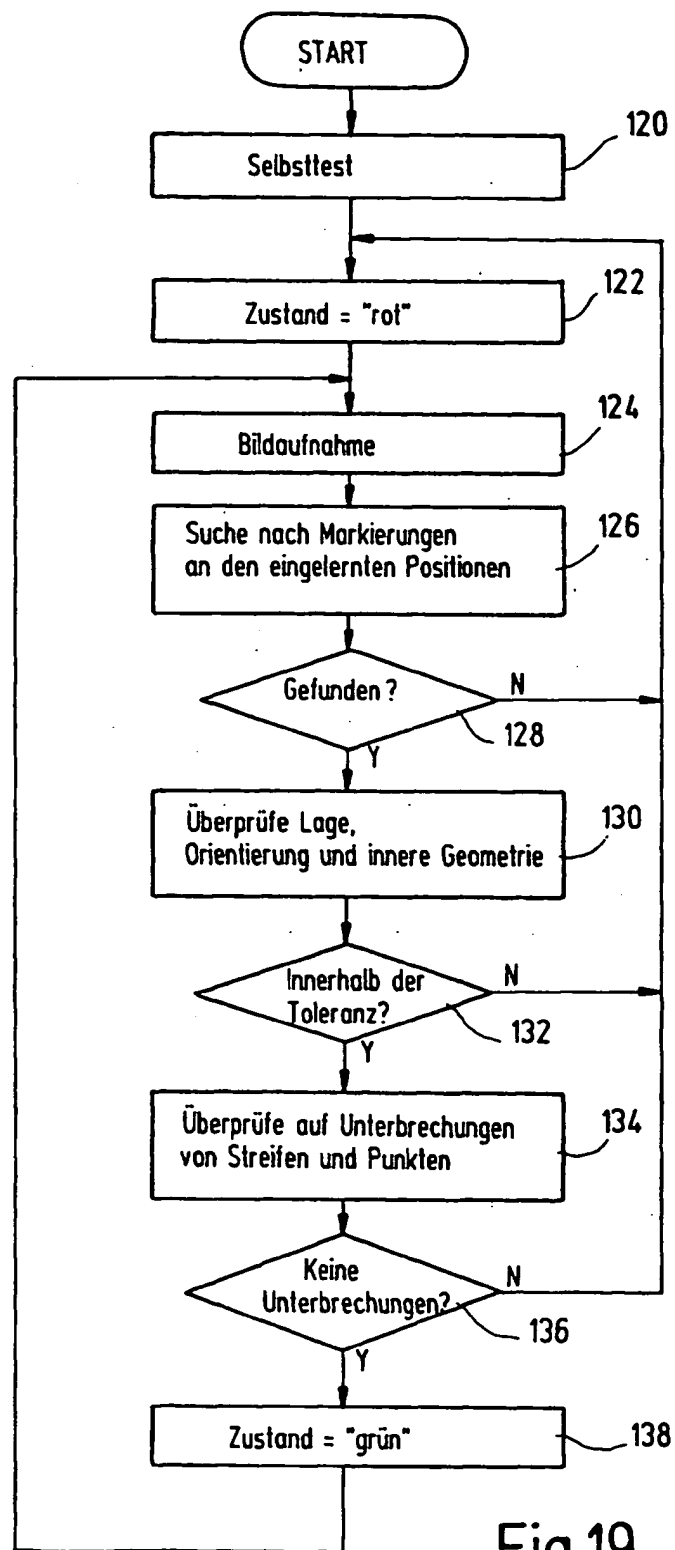 START
120
Selbsttest
122
Zustand = "rot"
124
Bildaufnahme
126
Suche nach Markierungen
an den eingelernten Positionen
Gefunden?
N
128
Y
130
Überprüfe Lage,
Orientierung und innere Geometrie
Innerhalb der
Toleranz?
N
132
Y
134
Überprüfe auf Unterbrechungen
von Streifen und Punkten
Keine
Unterbrechungen?
N
136
Y
138
Zustand = "grün"
Fig.19